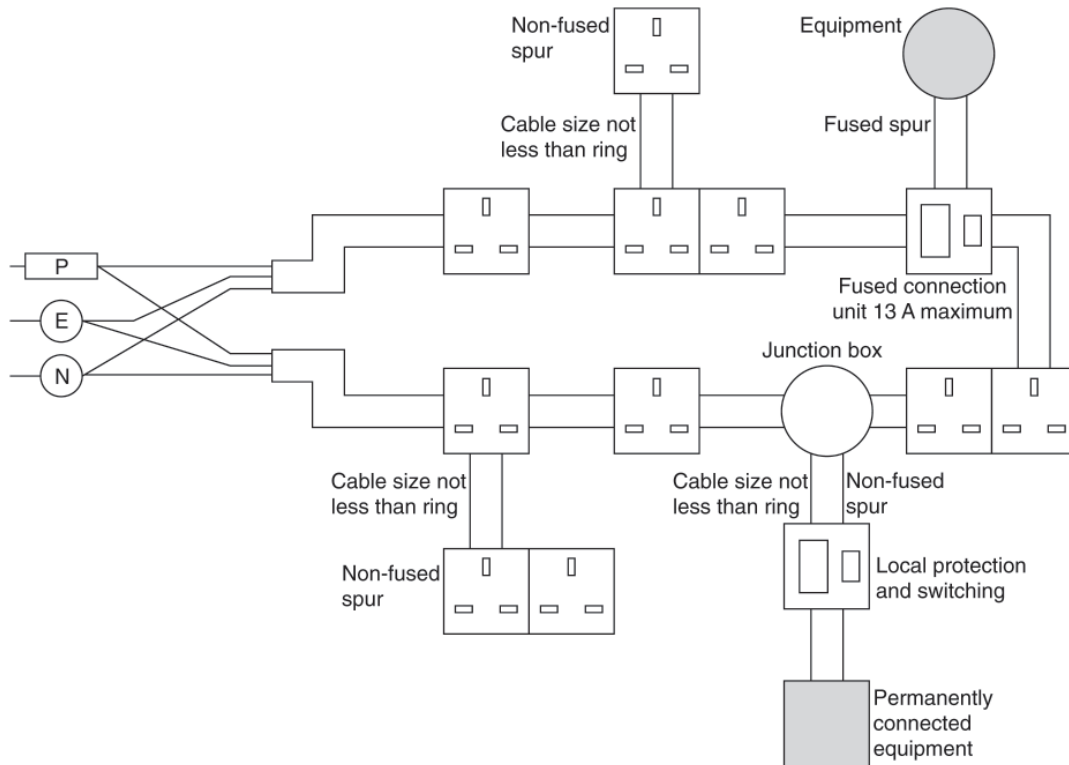 Non-fused
spur
Equipment
Cable size not
less than ring
Fused spur
P
E
N
Fused connection
unit 13 A maximum
Junction box
Cable size not
less than ring
Non-fused
spur
Cable size not
less than ring
Non-fused
spur
Local protection
and switching
Permanently
connected
equipment